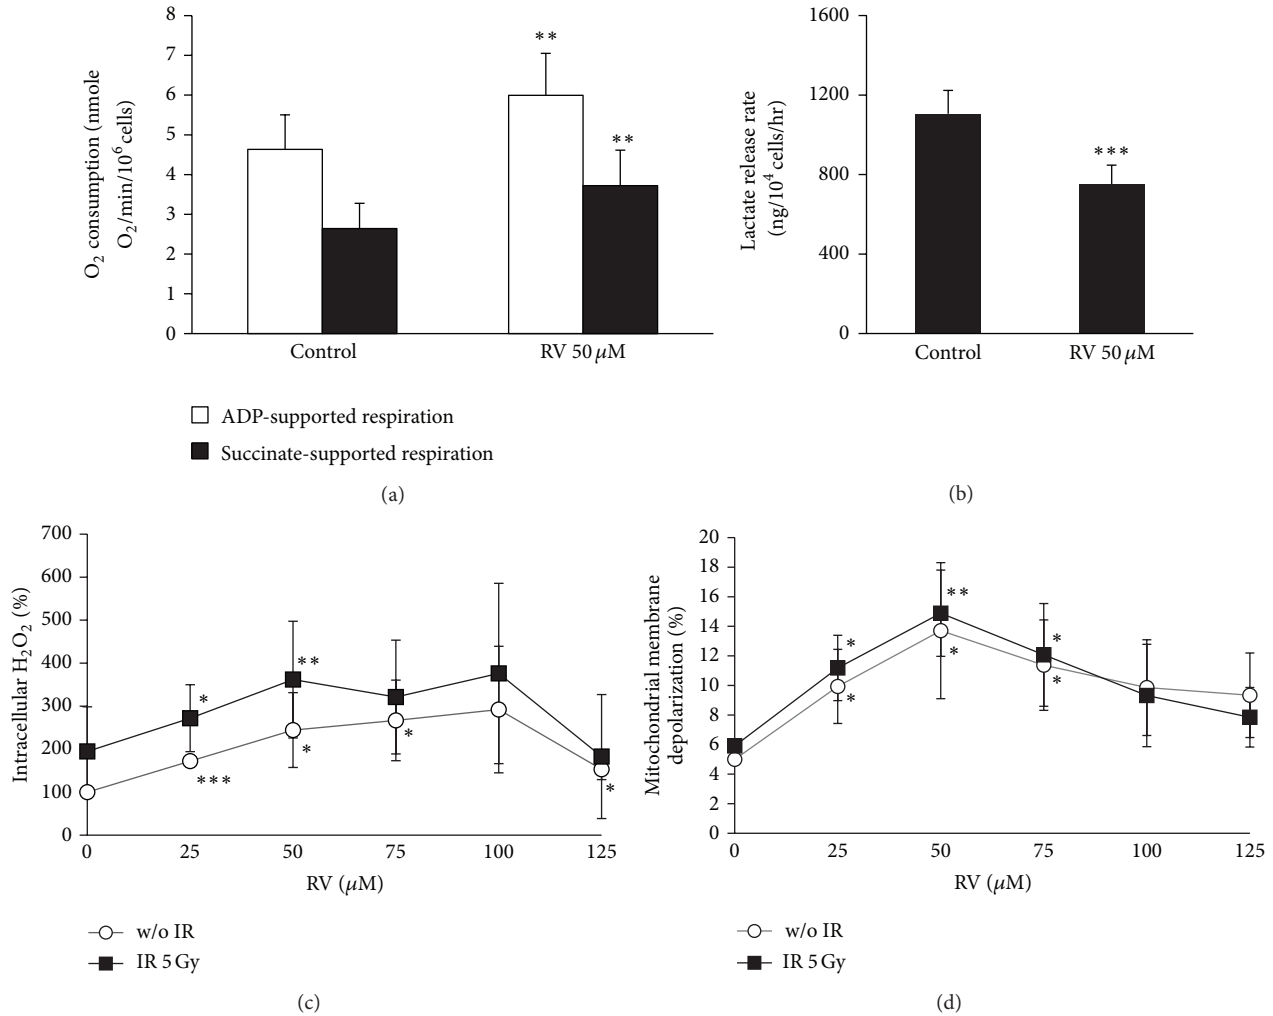 8
7
6
5
4
3
2
1
0
O2 consumption (nmole
O2/min/10^6 cells)
**
**
Control
RV 50 μM
ADP-supported respiration
Succinate-supported respiration
(a)
1600
1200
800
400
0
Lactate release rate
(ng/10^4 cells/hr)
***
Control
RV 50 μM
(b)
700
600
500
400
300
200
100
0
Intracellular H2O2 (%)
*
**
***
*
*
*
0 25 50 75 100 125
RV (μM)
w/o IR
IR 5 Gy
(c)
20
18
16
14
12
10
8
6
4
2
0
Mitochondrial membrane
depolarization (%)
**
*
*
*
*
*
0 25 50 75 100 125
RV (μM)
w/o IR
IR 5 Gy
(d)